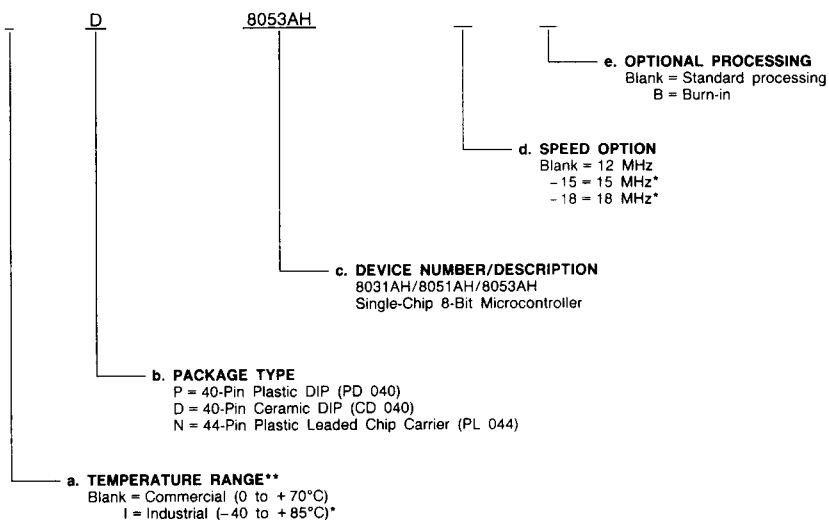 D 8053AH
e. OPTIONAL PROCESSING
Blank = Standard processing
B = Burn-in
d. SPEED OPTION
Blank = 12 MHz
-15 = 15 MHz*
-18 = 18 MHz*
c. DEVICE NUMBER/DESCRIPTION
8031AH/8051AH/8053AH
Single-Chip 8-Bit Microcontroller
b. PACKAGE TYPE
P = 40-Pin Plastic DIP (PD 040)
D = 40-Pin Ceramic DIP (CD 040)
N = 44-Pin Plastic Leaded Chip Carrier (PL 044)
a. TEMPERATURE RANGE**
Blank = Commercial (0 to +70°C)
I = Industrial (-40 to +85°C)*